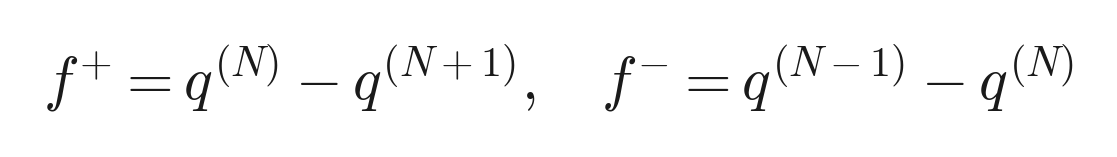 f⁺ = q⁽ᴺ⁾ − q⁽ᴺ⁺¹⁾,  f⁻ = q⁽ᴺ⁻¹⁾ − q⁽ᴺ⁾